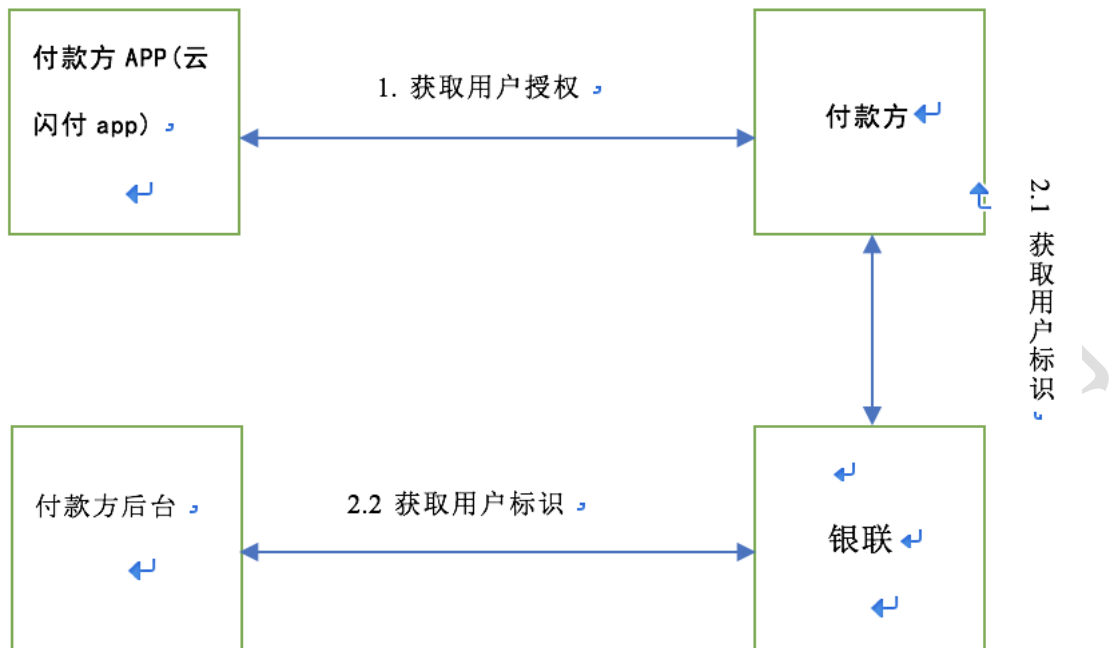 付款方 APP(云
闪付 app)
1. 获取用户授权
付款方
2.1 获取用户标识
付款方后台
2.2 获取用户标识
银联